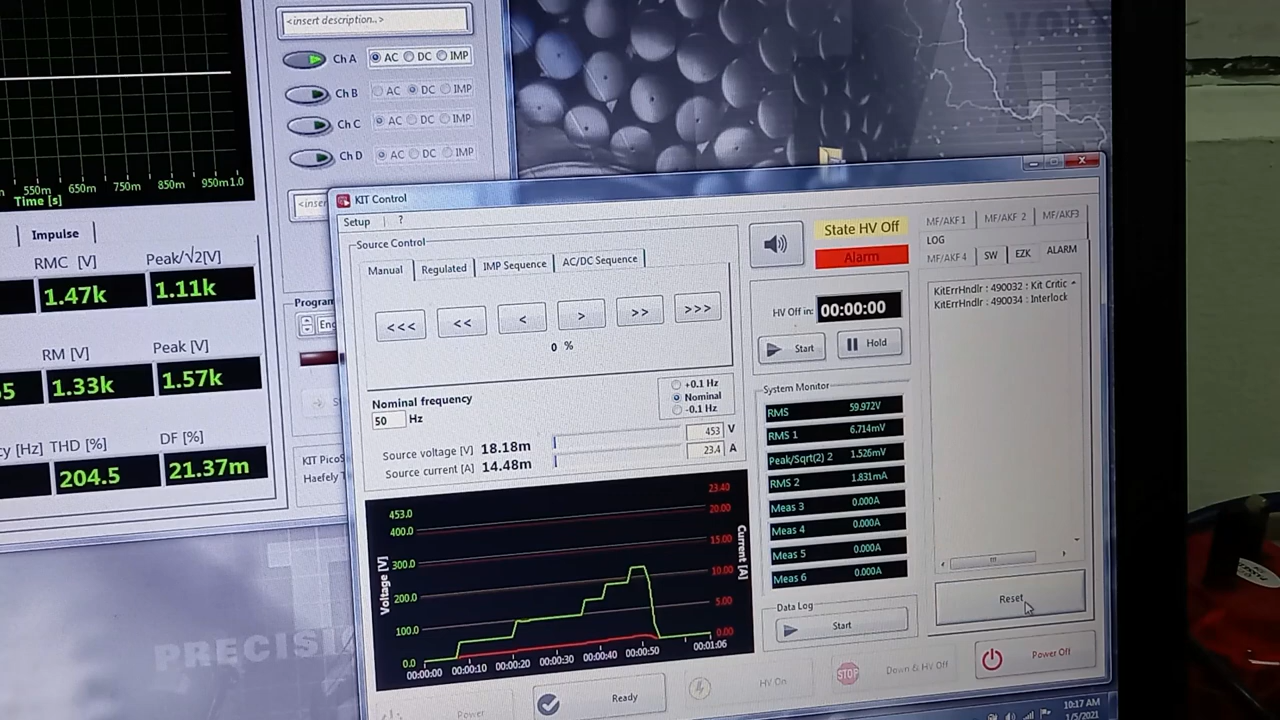 <insert description..>
Ch A AC DC IMP
Ch B AC DC IMP
Ch C AC DC IMP
Ch D AC DC IMP
550m 650m 750m 850m 950m 1.0
Time [s]
Impulse
RMC [V] Peak/√2[V]
1.47k 1.11k
RM [V] Peak [V]
1.33k 1.57k
[Hz] THD [%] DF [%]
204.5 21.37m
KIT Control
Setup ?
Source Control
Manual Regulated IMP Sequence AC/DC Sequence
<<< << < > >> >>>
0 %
Nominal frequency
50 Hz
+0.1 Hz
Nominal
-0.1 Hz
Source voltage [V] 18.18m 453 V
Source current [A] 14.48m 23.4 A
453.0
400.0
300.0
200.0
100.0
0.0
Voltage [V]
23.40
20.00
15.00
10.00
5.00
0.00
Current [A]
00:00:00 00:00:10 00:00:20 00:00:30 00:00:40 00:00:50 00:01:06
State HV Off
Alarm
HV Off in: 00:00:00
Start Hold
System Monitor
RMS 59.972V
RMS 1 6.714mV
Peak/Sqrt(2) 2 1.526mV
RMS 2 1.831mA
Meas 3 0.000A
Meas 4 0.000A
Meas 5 0.000A
Meas 6 0.000A
Data Log
Start
MF/AKF 1 MF/AKF 2 MF/AKF3
LOG
MF/AKF 4 SW EZK ALARM
KitErrHndlr : 490032 : Kit Critic
KitErrHndlr : 490034 : Interlock
Reset
Power Ready HV On STOP Down & HV Off Power Off
10:17 AM
1/5/2021
PRECISI